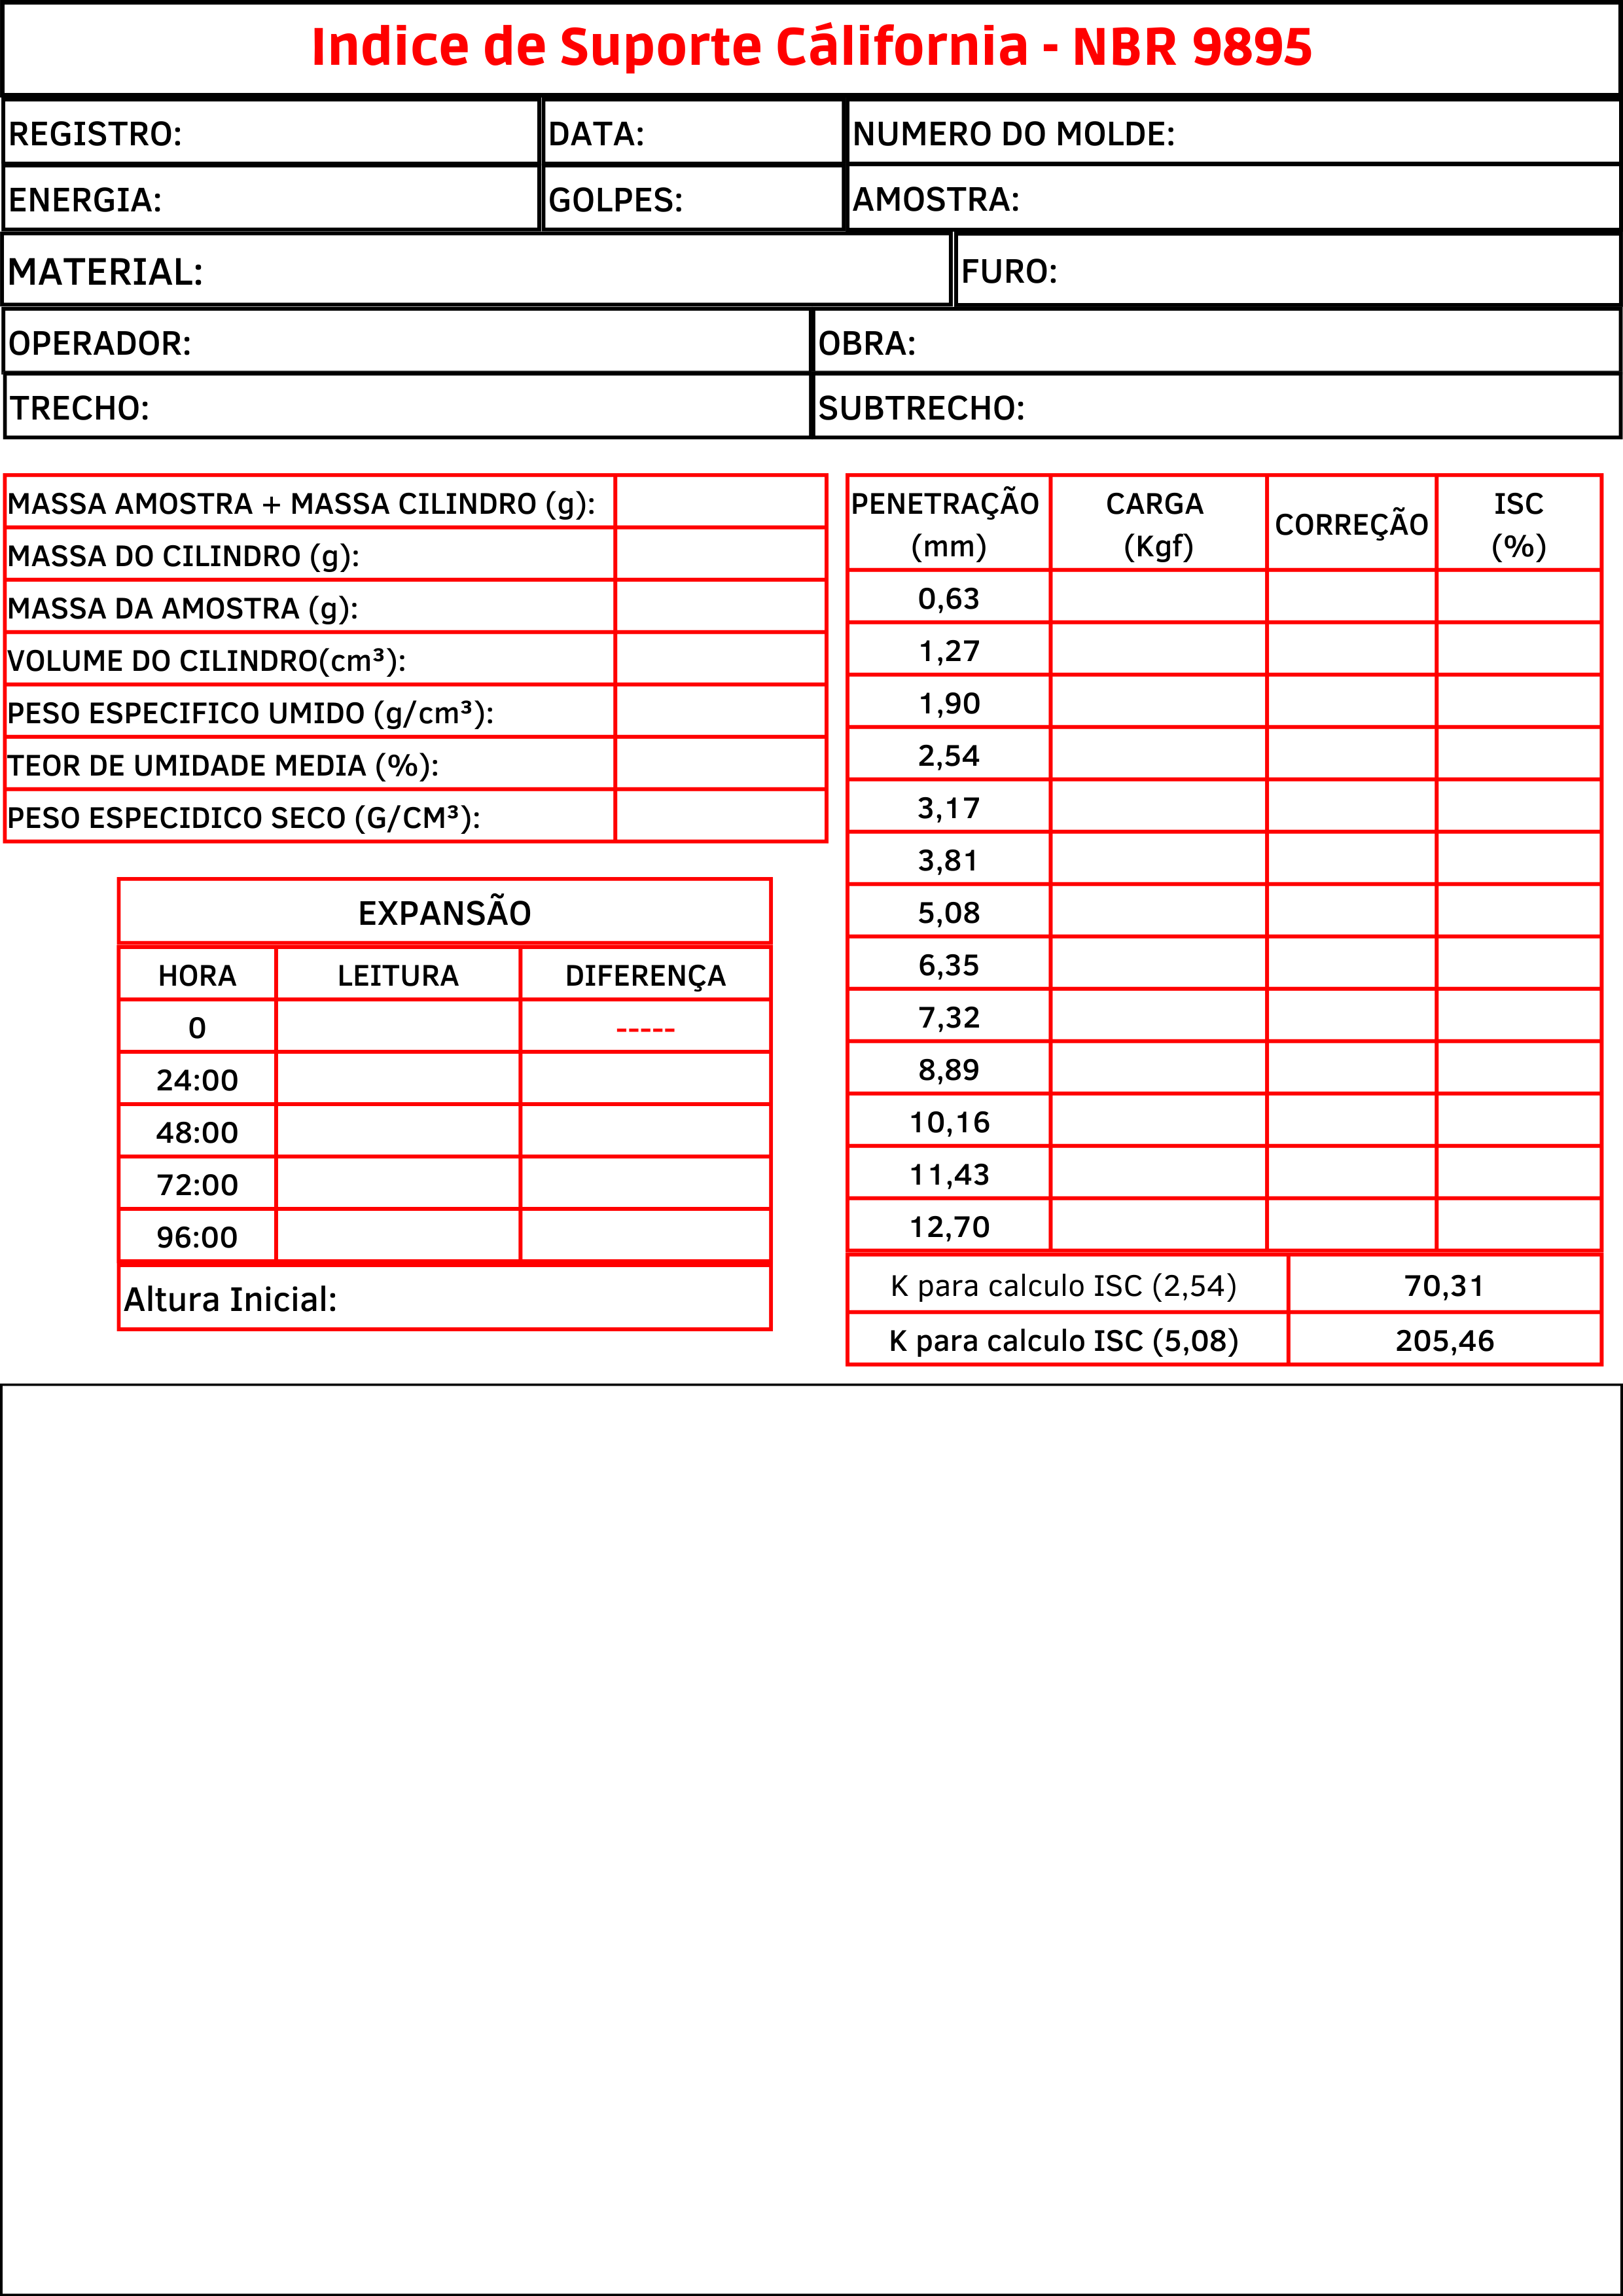 Indice de Suporte Cálifornia - NBR 9895
REGISTRO: DATA: NUMERO DO MOLDE:
ENERGIA: GOLPES: AMOSTRA:
MATERIAL: FURO:
OPERADOR: OBRA:
TRECHO: SUBTRECHO:
MASSA AMOSTRA + MASSA CILINDRO (g):
MASSA DO CILINDRO (g):
MASSA DA AMOSTRA (g):
VOLUME DO CILINDRO(cm³):
PESO ESPECIFICO UMIDO (g/cm³):
TEOR DE UMIDADE MEDIA (%):
PESO ESPECIDICO SECO (G/CM³):
EXPANSÃO
HORA LEITURA DIFERENÇA
0 -----
24:00
48:00
72:00
96:00
Altura Inicial:
PENETRAÇÃO (mm) CARGA (Kgf) CORREÇÃO ISC (%)
0,63
1,27
1,90
2,54
3,17
3,81
5,08
6,35
7,32
8,89
10,16
11,43
12,70
K para calculo ISC (2,54) 70,31
K para calculo ISC (5,08) 205,46